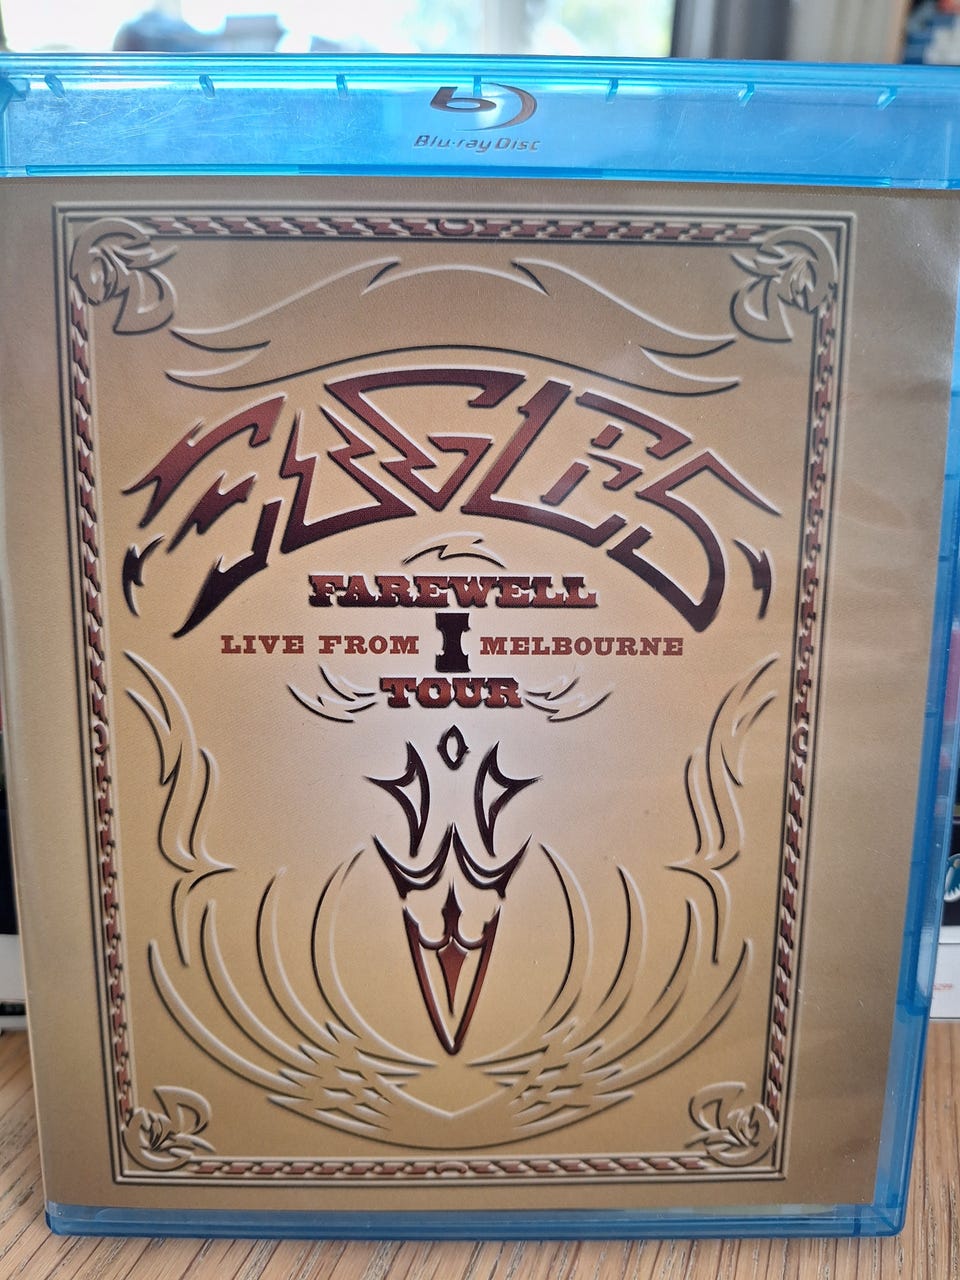 Blu-ray Disc
EAGLES
FAREWELL
LIVE FROM I MELBOURNE
TOUR